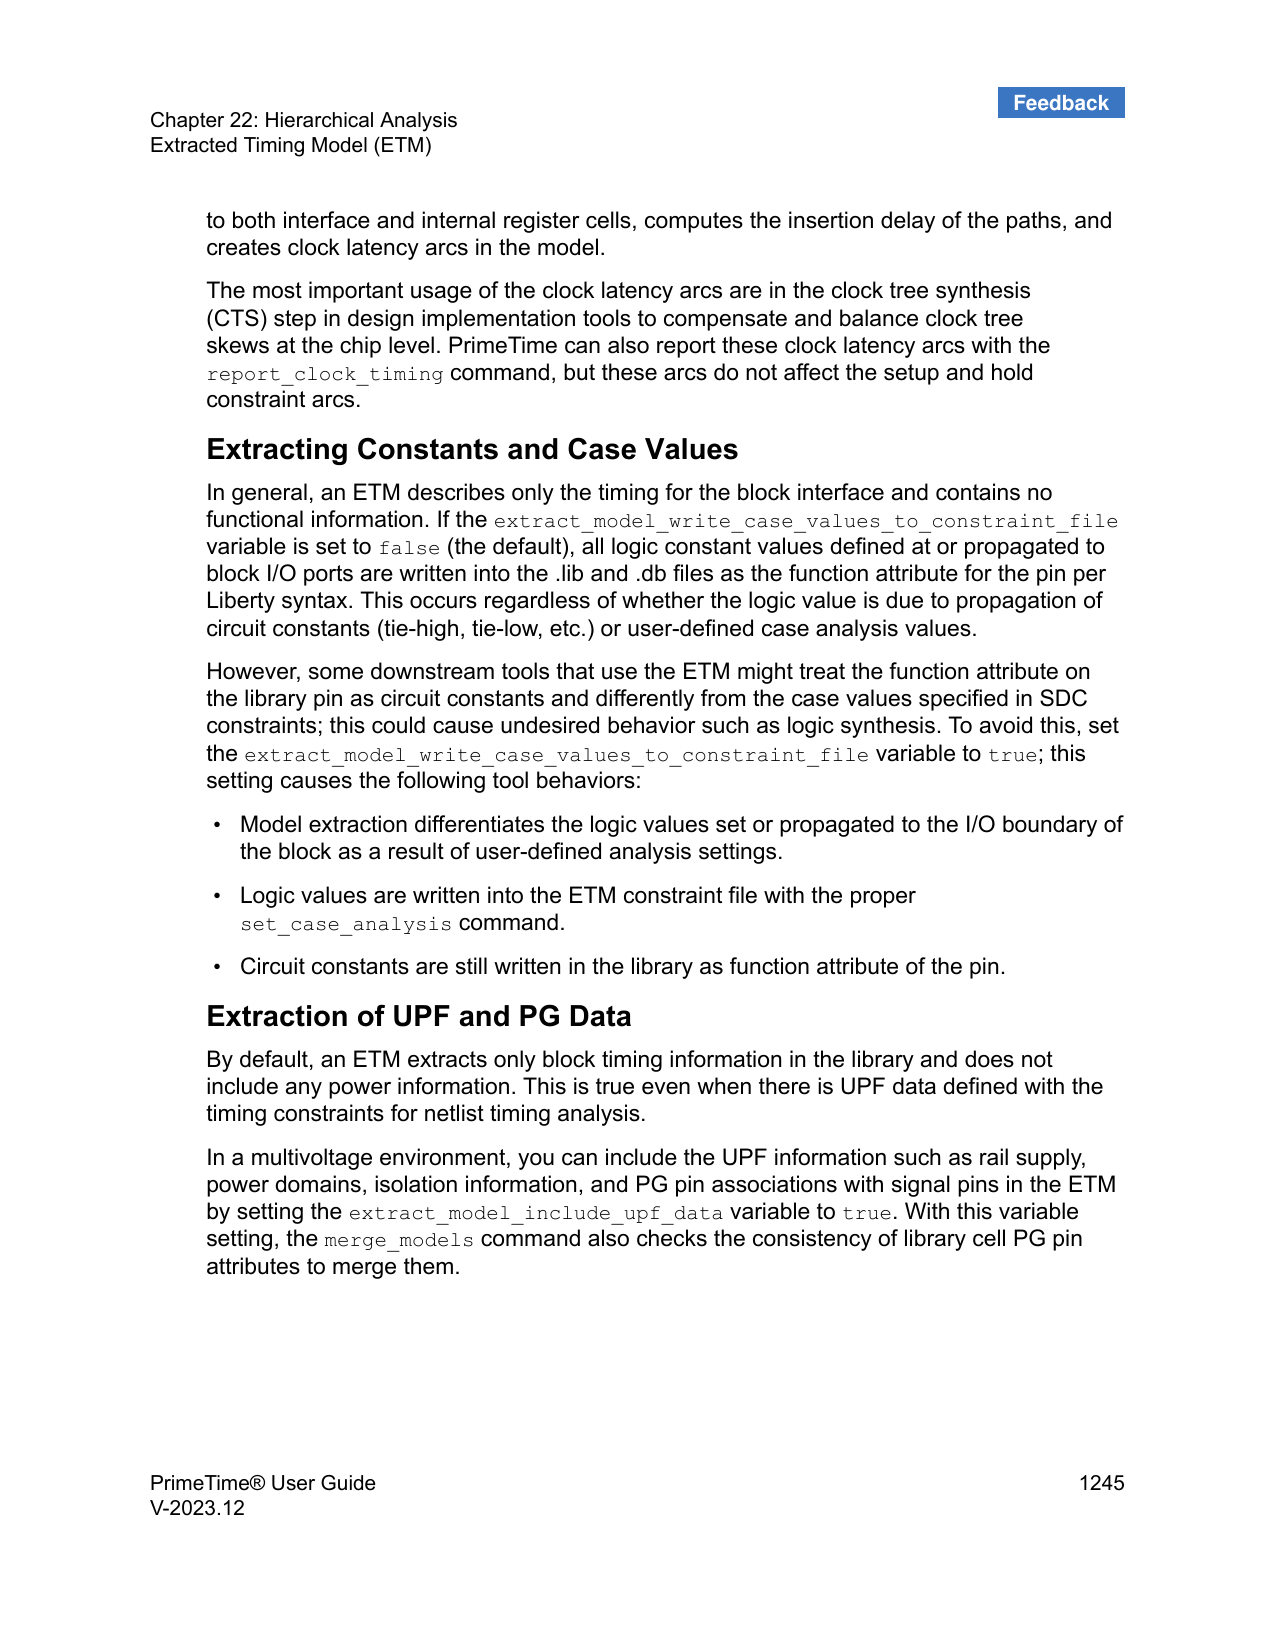 Feedback
Chapter 22: Hierarchical Analysis
Extracted Timing Model (ETM)
to both interface and internal register cells, computes the insertion delay of the paths, and
creates clock latency arcs in the model.
The most important usage of the clock latency arcs are in the clock tree synthesis
(CTS) step in design implementation tools to compensate and balance clock tree
skews at the chip level. PrimeTime can also report these clock latency arcs with the
report_clock_timing command, but these arcs do not affect the setup and hold
constraint arcs.
Extracting Constants and Case Values
In general, an ETM describes only the timing for the block interface and contains no
functional information. If the extract_model_write_case_values_to_constraint_file
variable is set to false (the default), all logic constant values defined at or propagated to
block I/O ports are written into the .lib and .db files as the function attribute for the pin per
Liberty syntax. This occurs regardless of whether the logic value is due to propagation of
circuit constants (tie-high, tie-low, etc.) or user-defined case analysis values.
However, some downstream tools that use the ETM might treat the function attribute on
the library pin as circuit constants and differently from the case values specified in SDC
constraints; this could cause undesired behavior such as logic synthesis. To avoid this, set
the extract_model_write_case_values_to_constraint_file variable to true; this
setting causes the following tool behaviors:
• Model extraction differentiates the logic values set or propagated to the I/O boundary of
the block as a result of user-defined analysis settings.
• Logic values are written into the ETM constraint file with the proper
set_case_analysis command.
• Circuit constants are still written in the library as function attribute of the pin.
Extraction of UPF and PG Data
By default, an ETM extracts only block timing information in the library and does not
include any power information. This is true even when there is UPF data defined with the
timing constraints for netlist timing analysis.
In a multivoltage environment, you can include the UPF information such as rail supply,
power domains, isolation information, and PG pin associations with signal pins in the ETM
by setting the extract_model_include_upf_data variable to true. With this variable
setting, the merge_models command also checks the consistency of library cell PG pin
attributes to merge them.
PrimeTime® User Guide
1245
V-2023.12